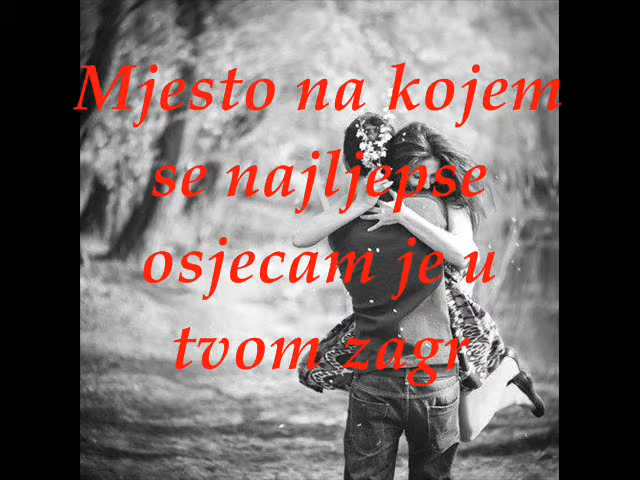 Mjesto na kojem
se najljepse
osjecam je u
tvom zagr